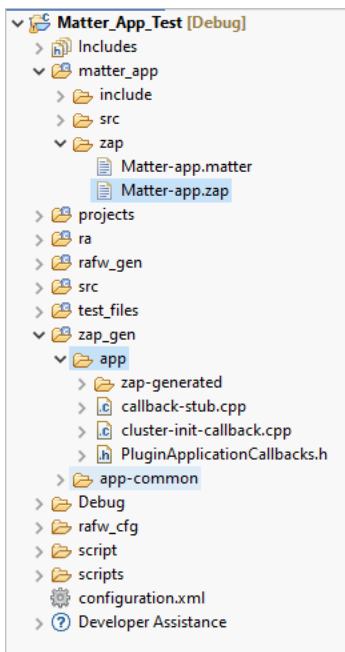 Matter_App_Test [Debug]
Includes
matter_app
include
src
zap
Matter-app.matter
Matter-app.zap
projects
ra
rafw_gen
src
test_files
zap_gen
app
zap-generated
callback-stub.cpp
cluster-init-callback.cpp
PluginApplicationCallbacks.h
app-common
Debug
rafw_cfg
script
scripts
configuration.xml
Developer Assistance